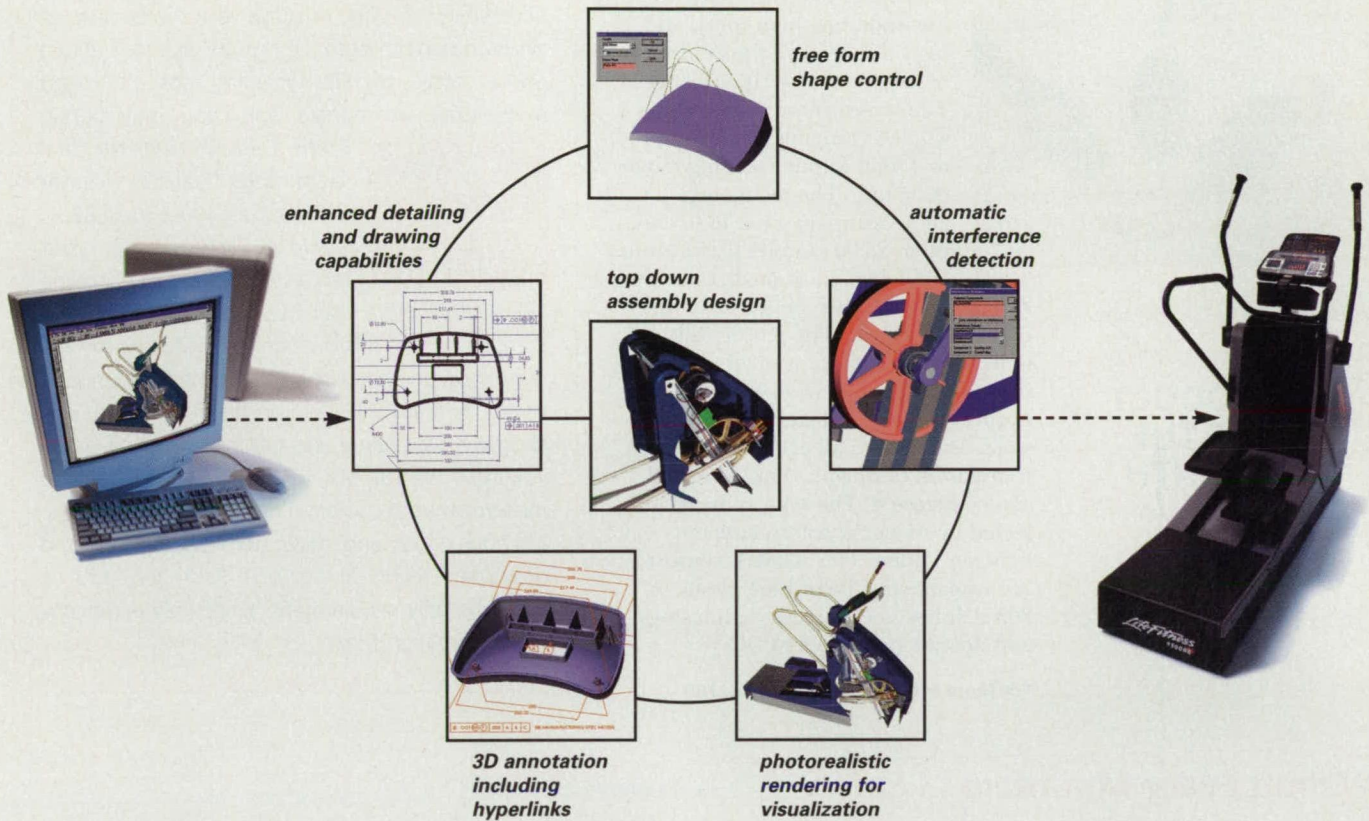 free form
shape control
enhanced detailing
and drawing
capabilities
automatic
interference
detection
top down
assembly design
LifeFitness
3D annotation
including
hyperlinks
photorealistic
rendering for
visualization